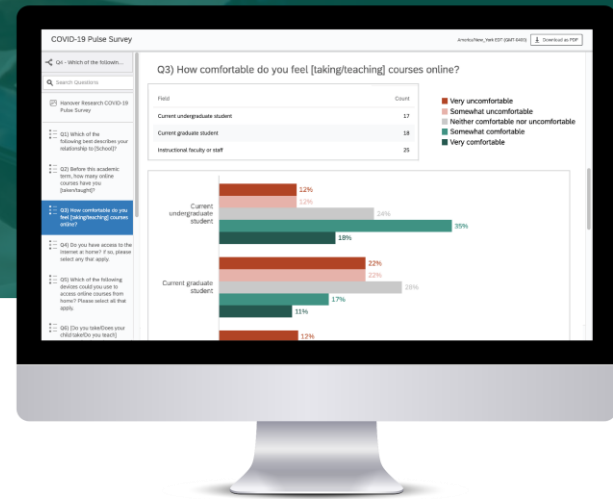 COVID-19 Pulse Survey
America/New_York EST (GMT-0400)
Download as PDF
Q4 - Which of the followin...
Search Questions
Hanover Research COVID-19
Pulse Survey
Q1) Which of the
following best describes your
relationship to [School]?
Q2) Before this academic
term, how many online
courses have you
[taken/taught]?
Q3) How comfortable do you
feel [taking/teaching] courses
online?
Q4) Do you have access to the
internet at home? If so, please
select any that apply.
Q5) Which of the following
devices could you use to
access online courses from
home? Please select all that
apply.
Q6) [Do you take/Does your
child take/Do you teach]
Q3) How comfortable do you feel [taking/teaching] courses online?
Field Count
Current undergraduate student 17
Current graduate student 18
Instructional faculty or staff 25
Very uncomfortable
Somewhat uncomfortable
Neither comfortable nor uncomfortable
Somewhat comfortable
Very comfortable
Current
undergraduate
student
12%
12%
24%
35%
18%
Current graduate
student
22%
22%
28%
17%
11%
12%